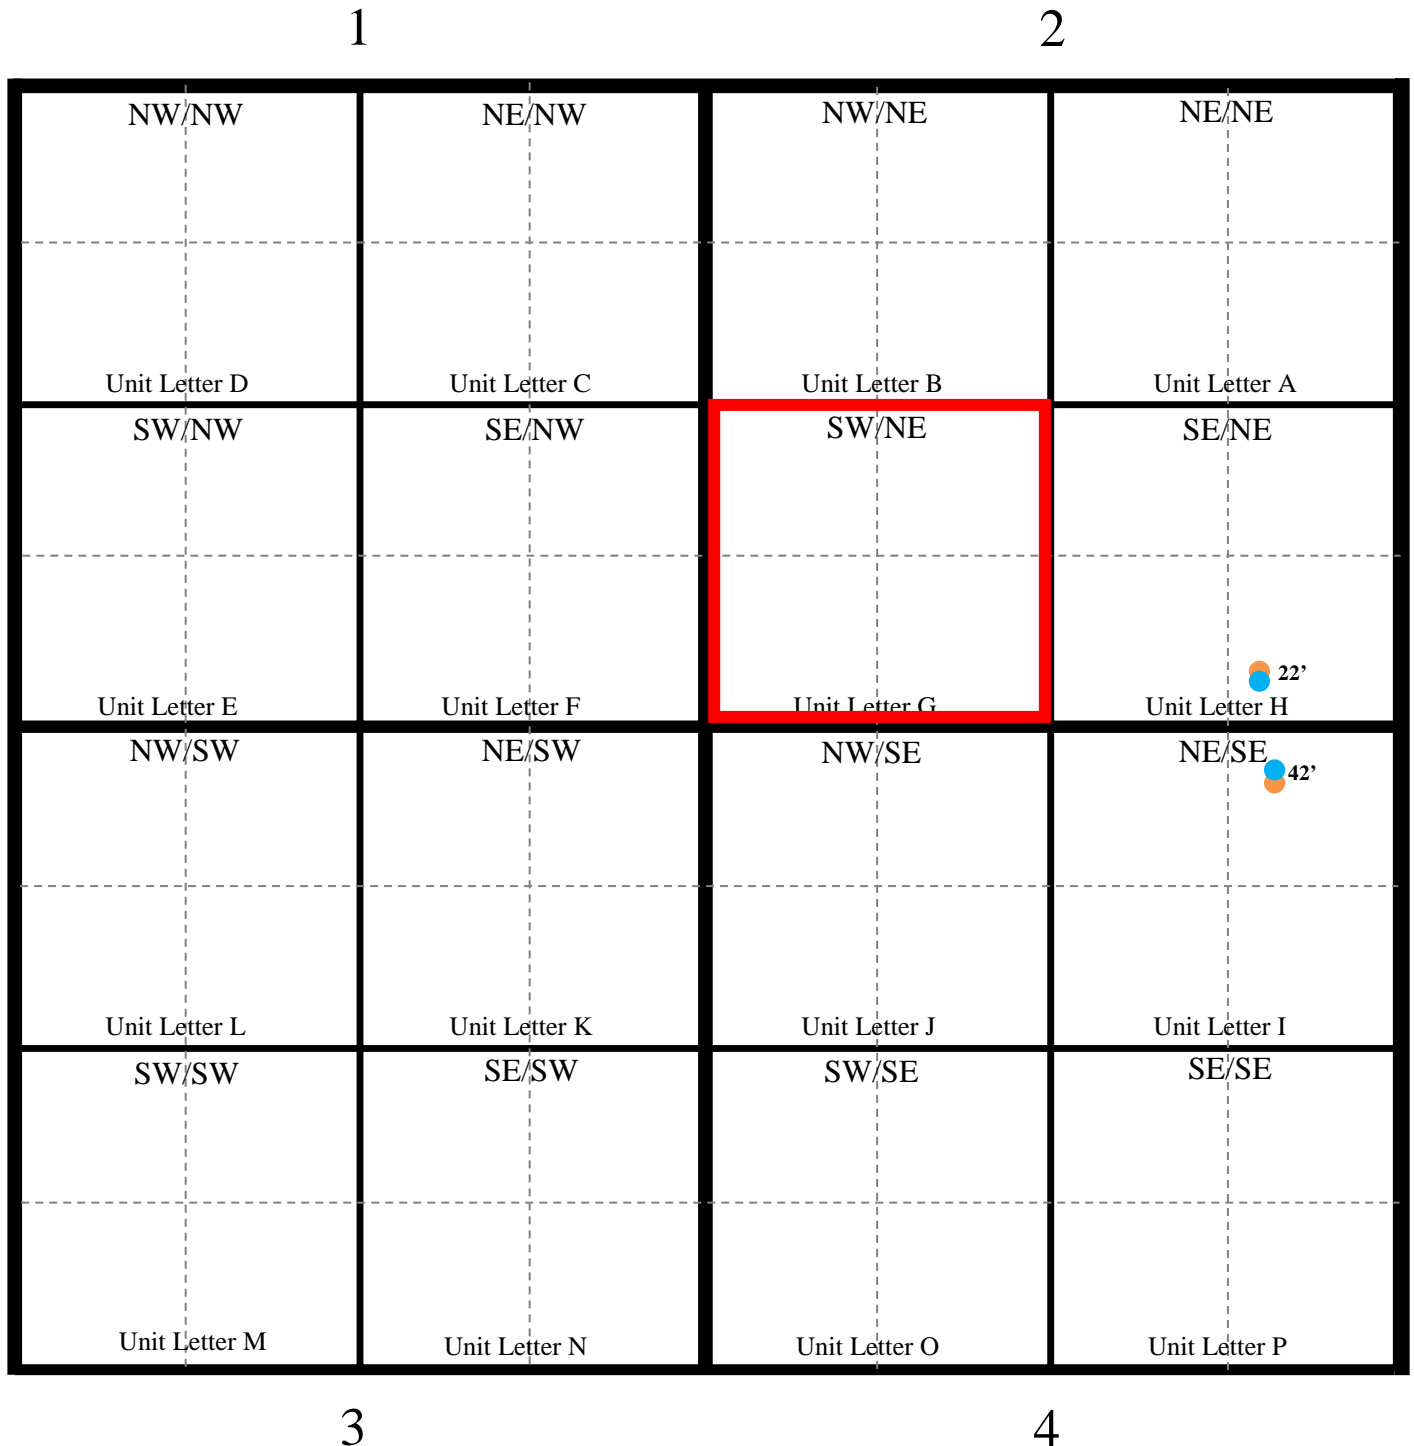 1 2
NW/NW NE/NW NW/NE NE/NE
Unit Letter D Unit Letter C Unit Letter B Unit Letter A
SW/NW SE/NW SW/NE SE/NE
22’
Unit Letter E Unit Letter F Unit Letter G Unit Letter H
NW/SW NE/SW NW/SE NE/SE
42’
Unit Letter L Unit Letter K Unit Letter J Unit Letter I
SW/SW SE/SW SW/SE SE/SE
Unit Letter M Unit Letter N Unit Letter O Unit Letter P
3 4